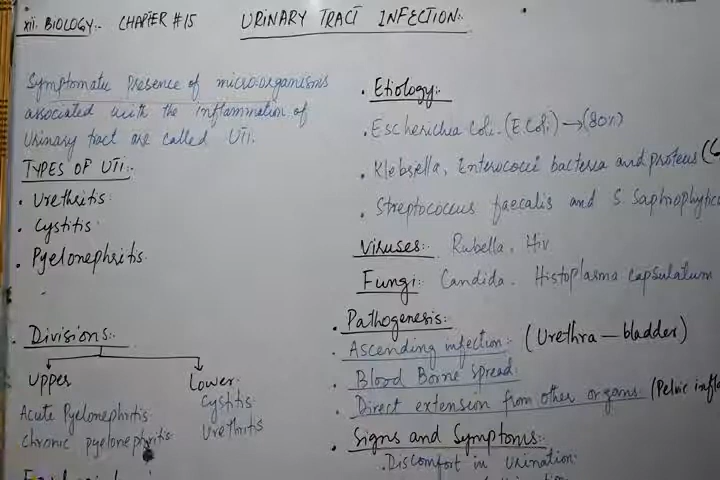 xii. BIOLOGY:- CHAPTER #15 URINARY TRACT INFECTION:-
Symptomatic Presence of microorganisms
associated with the inflammation of
Urinary tract are called UTI.
TYPES OF UTI:-
• Urethritis.
• Cystitis.
• Pyelonephritis.
• Divisions:-
Upper
Acute Pyelonephritis.
Chronic pyelonephritis.
Lower.
Cystitis.
Urethritis
• Etiology:-
• Escherichia Coli. (E.Coli) → (80%)
• Klebsiella, Enterococci bacteria and proteus
• Streptococcus faecalis and S. Saphrophytic
Viruses:- Rubella. Hiv
Fungi: Candida. Histoplasma capsulatum
• Pathogenesis:-
• Ascending infection:- (Urethra — bladder)
• Blood Borne spread.
• Direct extension from other organs. (Pelvic infl
• Signs and Symptoms:-
• Discomfort in Urination.